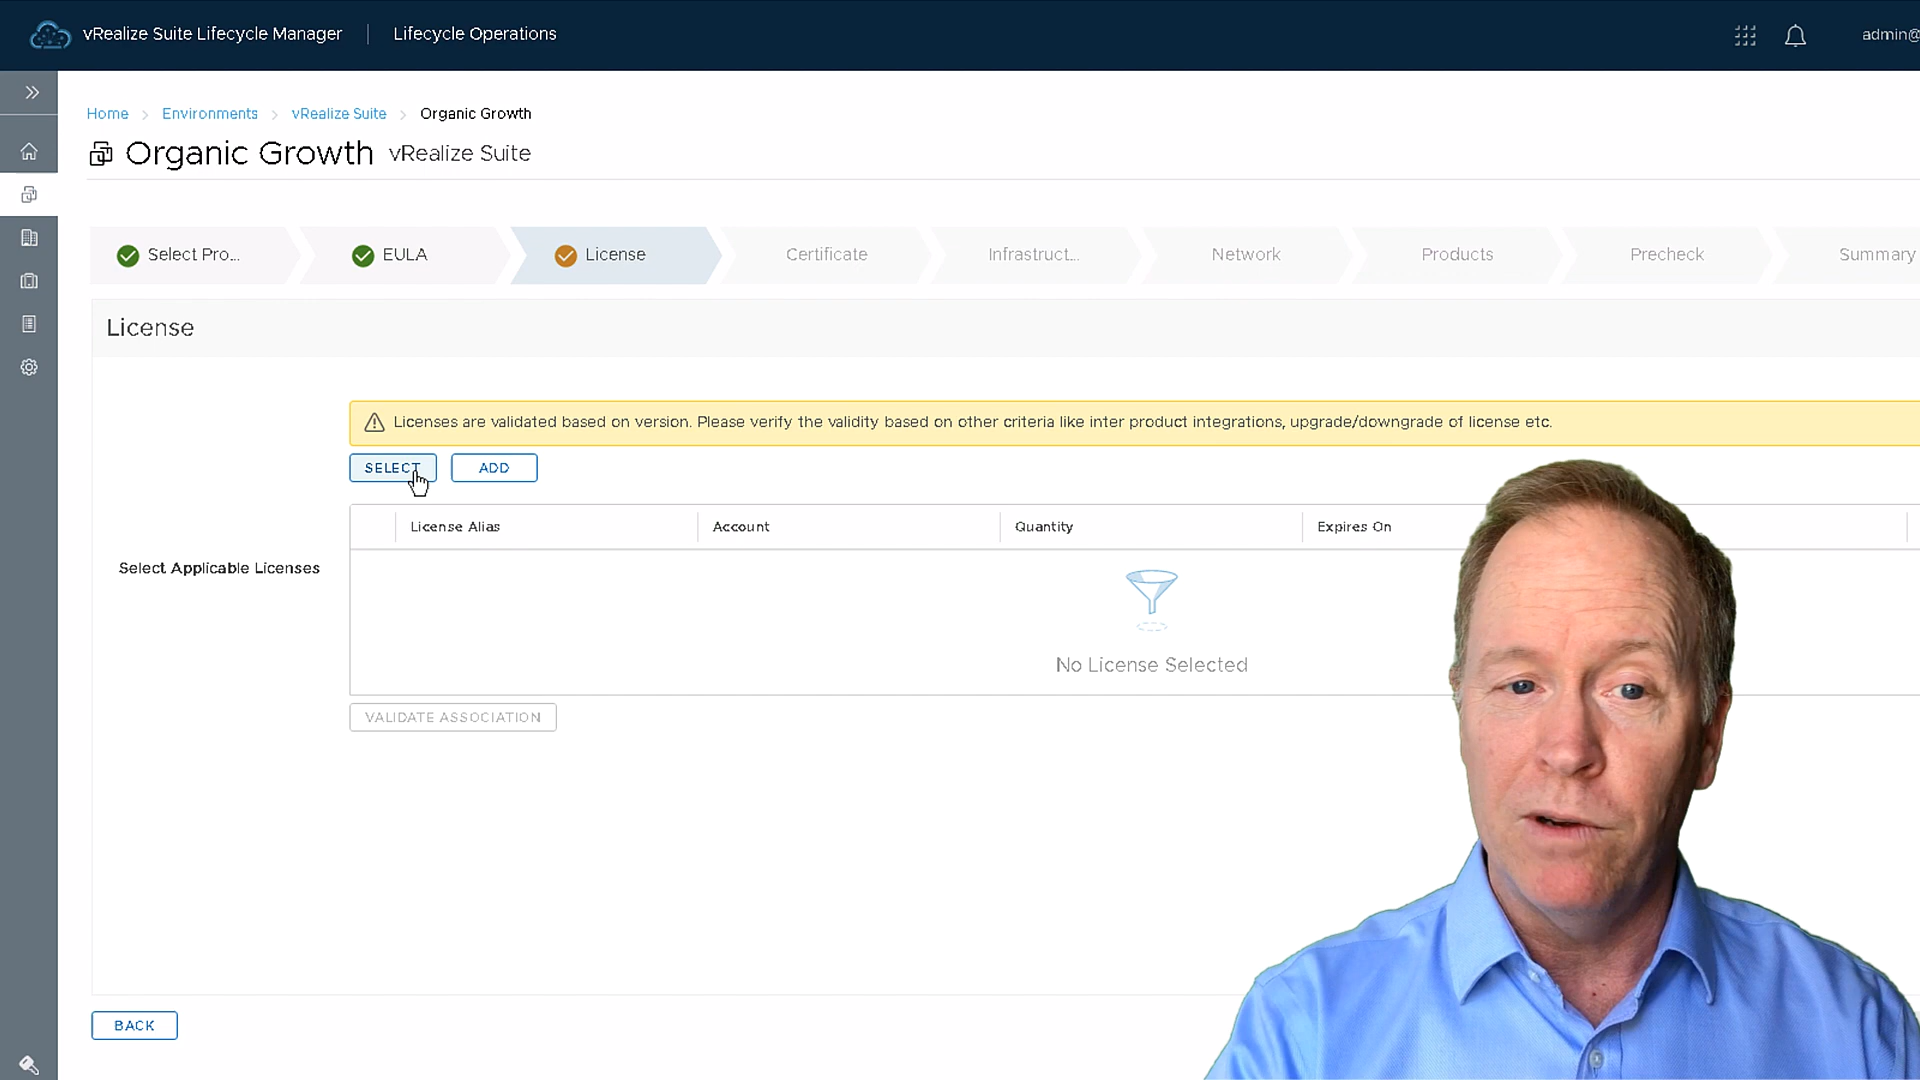 vRealize Suite Lifecycle Manager
Lifecycle Operations
admin@
Home
Environments
vRealize Suite
Organic Growth
Organic Growth vRealize Suite
Select Pro...
EULA
License
Certificate
Infrastruct...
Network
Products
Precheck
Summary
License
Licenses are validated based on version. Please verify the validity based on other criteria like inter product integrations, upgrade/downgrade of license etc.
SELECT
ADD
License Alias
Account
Quantity
Expires On
Select Applicable Licenses
No License Selected
VALIDATE ASSOCIATION
BACK